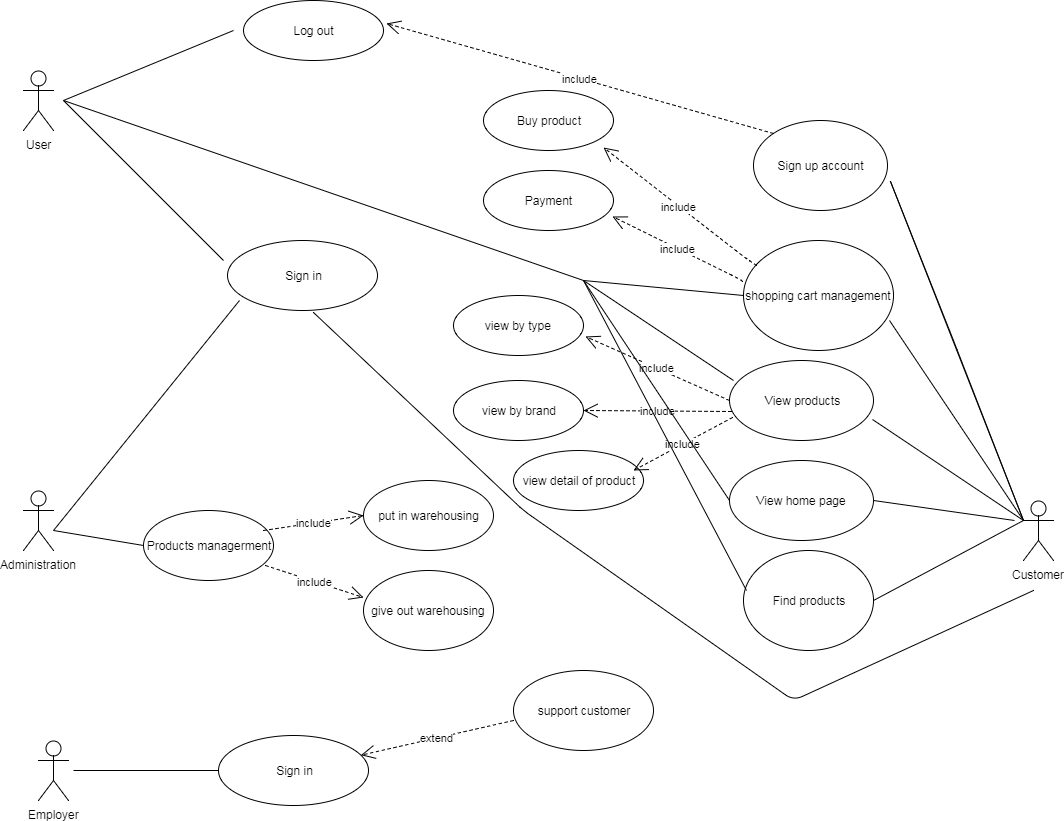 Log out
include
User
Buy product
Sign up account
Payment
include
include
Sign in
shopping cart management
view by type
include
View products
view by brand
include
include
view detail of product
View home page
put in warehousing
include
Products managerment
Administration
Customer
include
give out warehousing
Find products
support customer
extend
Sign in
Employer